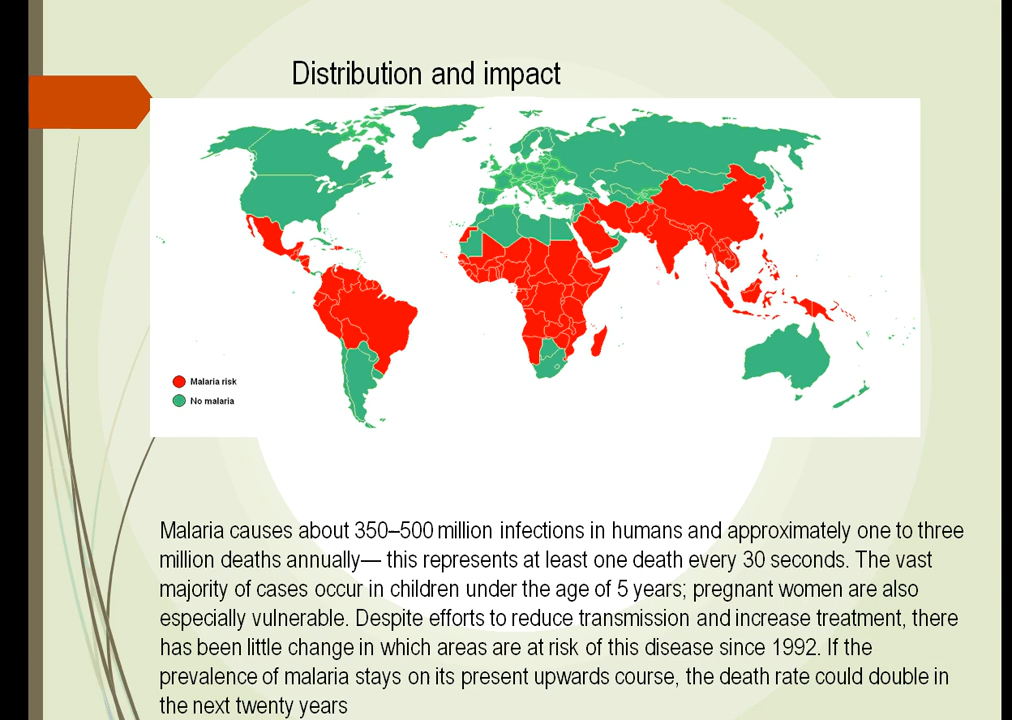 Distribution and impact
Malaria risk
No malaria
Malaria causes about 350–500 million infections in humans and approximately one to three
million deaths annually— this represents at least one death every 30 seconds. The vast
majority of cases occur in children under the age of 5 years; pregnant women are also
especially vulnerable. Despite efforts to reduce transmission and increase treatment, there
has been little change in which areas are at risk of this disease since 1992. If the
prevalence of malaria stays on its present upwards course, the death rate could double in
the next twenty years